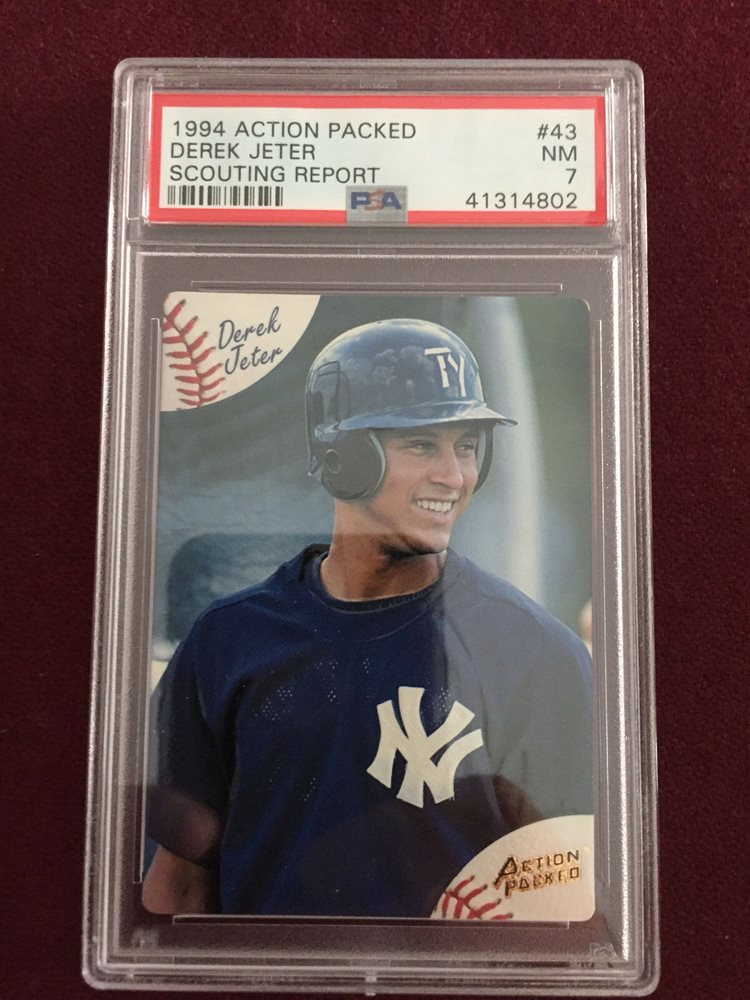 1994 ACTION PACKED #43
DEREK JETER NM
SCOUTING REPORT 7
PSA 41314802
Derek
Jeter
TY
NY
ACTION
PACKED